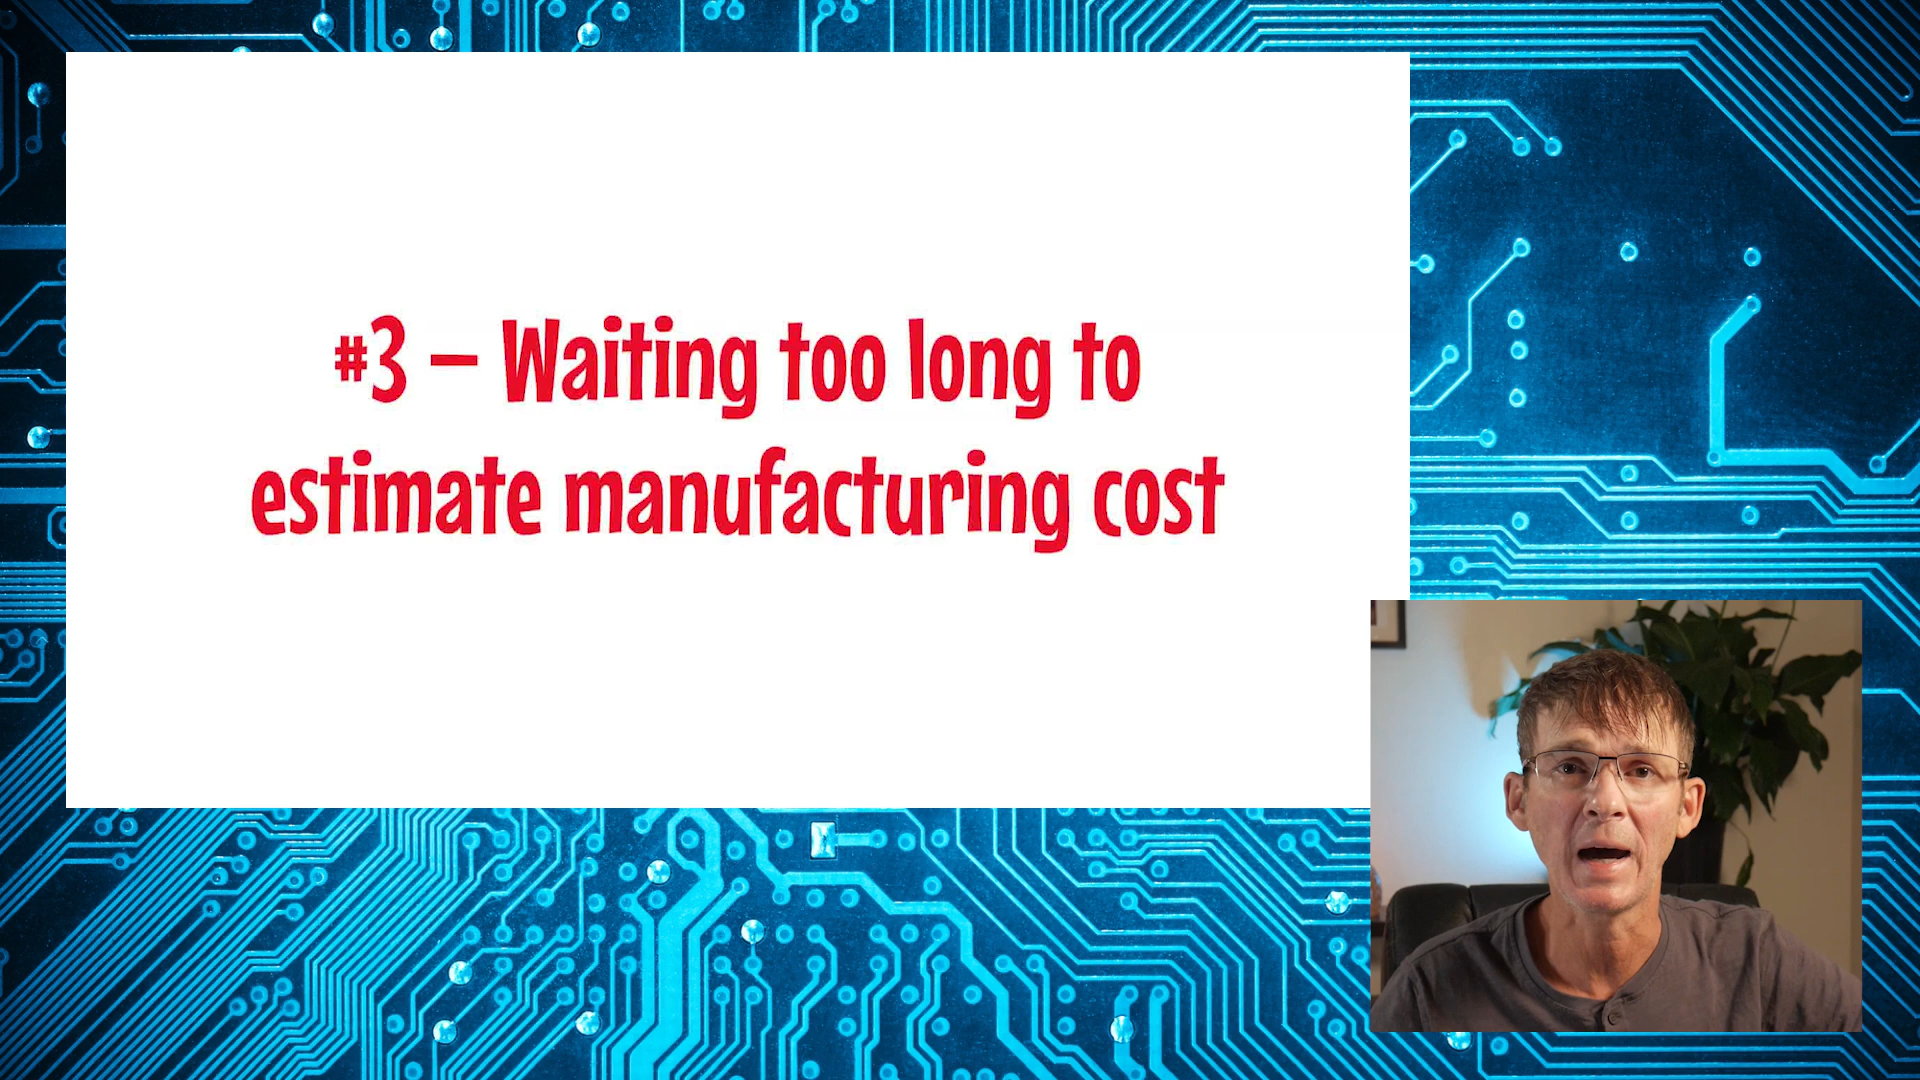 #3 – Waiting too long to
estimate manufacturing cost